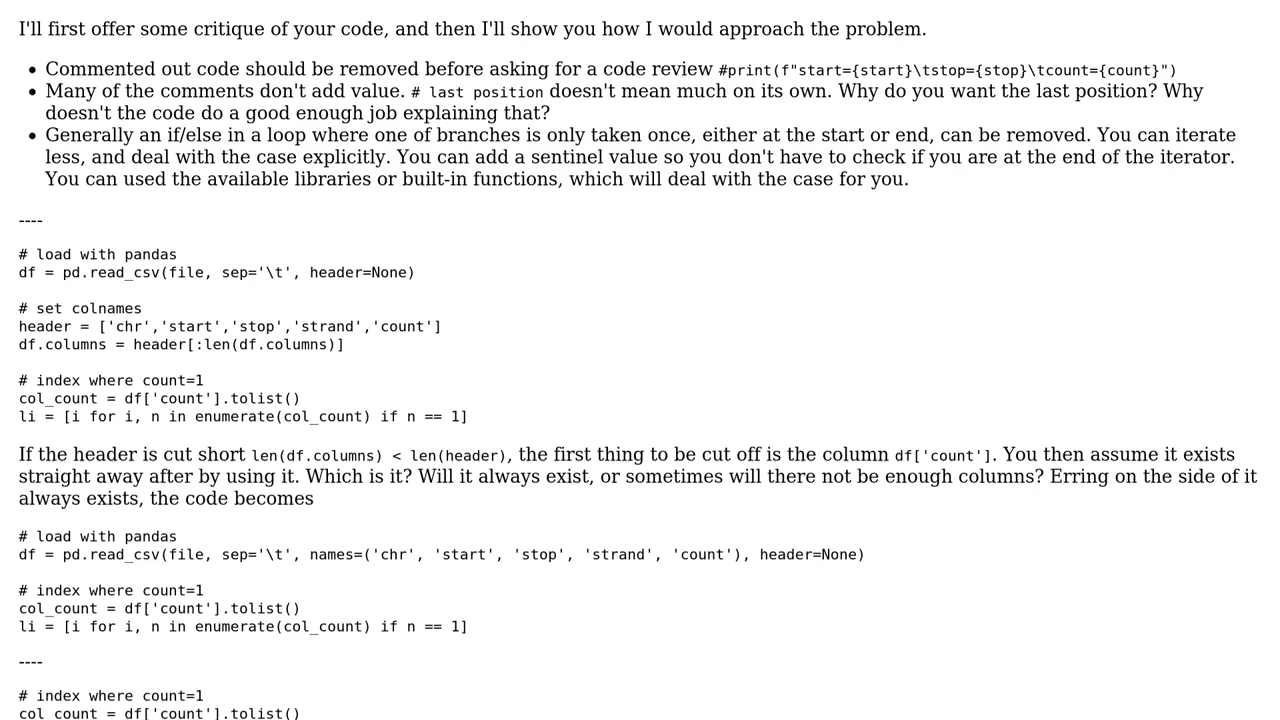 I'll first offer some critique of your code, and then I'll show you how I would approach the problem.
• Commented out code should be removed before asking for a code review #print(f"start={start}\tstop={stop}\tcount={count}")
• Many of the comments don't add value. # last position doesn't mean much on its own. Why do you want the last position? Why
doesn't the code do a good enough job explaining that?
• Generally an if/else in a loop where one of branches is only taken once, either at the start or end, can be removed. You can iterate
less, and deal with the case explicitly. You can add a sentinel value so you don't have to check if you are at the end of the iterator.
You can used the available libraries or built-in functions, which will deal with the case for you.
----
# load with pandas
df = pd.read_csv(file, sep='\t', header=None)
# set colnames
header = ['chr','start','stop','strand','count']
df.columns = header[:len(df.columns)]
# index where count=1
col_count = df['count'].tolist()
li = [i for i, n in enumerate(col_count) if n == 1]
If the header is cut short len(df.columns) < len(header), the first thing to be cut off is the column df['count']. You then assume it exists
straight away after by using it. Which is it? Will it always exist, or sometimes will there not be enough columns? Erring on the side of it
always exists, the code becomes
# load with pandas
df = pd.read_csv(file, sep='\t', names=('chr', 'start', 'stop', 'strand', 'count'), header=None)
# index where count=1
col_count = df['count'].tolist()
li = [i for i, n in enumerate(col_count) if n == 1]
----
# index where count=1
col_count = df['count'].tolist()